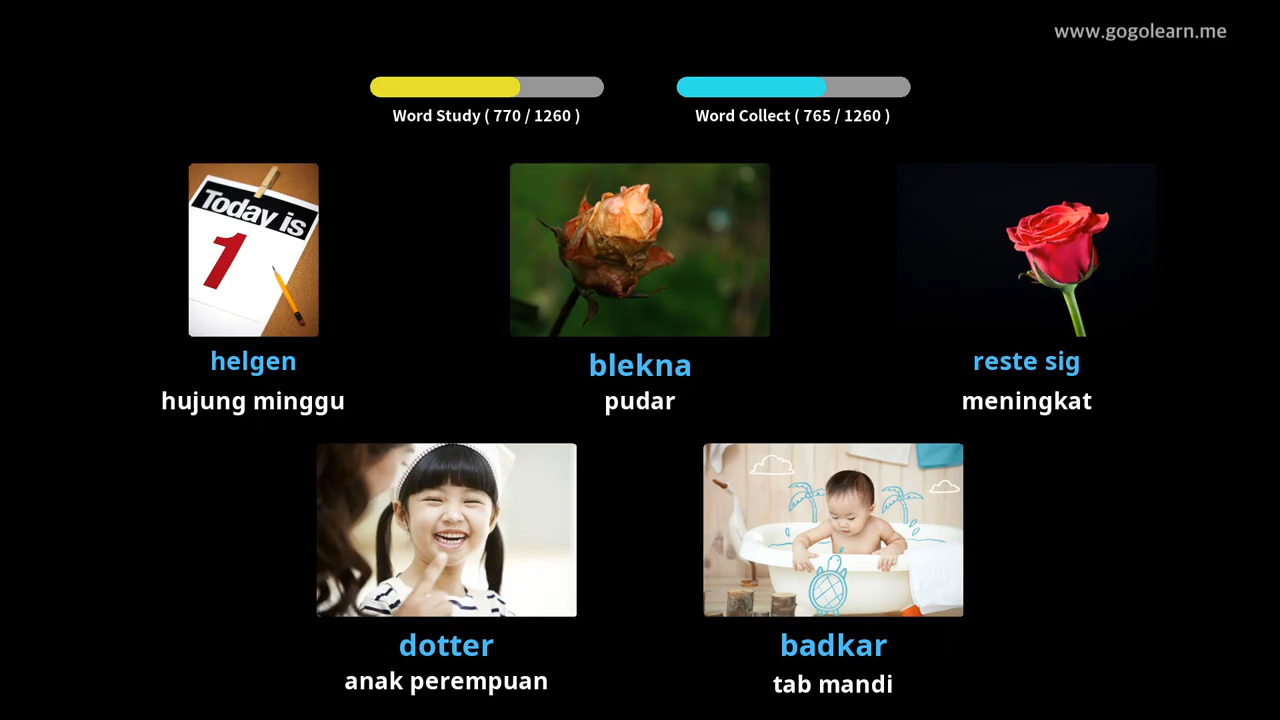 www.gogolearn.me
Word Study ( 770 / 1260 )
Word Collect ( 765 / 1260 )
Today is
1
helgen
blekna
reste sig
hujung minggu
pudar
meningkat
dotter
badkar
anak perempuan
tab mandi